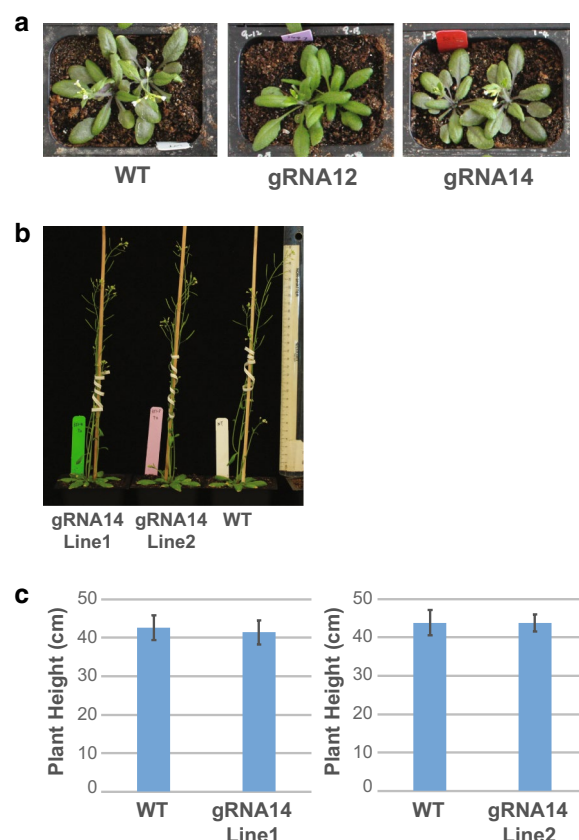 a
WT gRNA12 gRNA14
b
gRNA14 gRNA14 WT
Line1 Line2
c
Plant Height (cm)
50
40
30
20
10
0
WT gRNA14
Line1
Plant Height (cm)
50
40
30
20
10
0
WT gRNA14
Line2